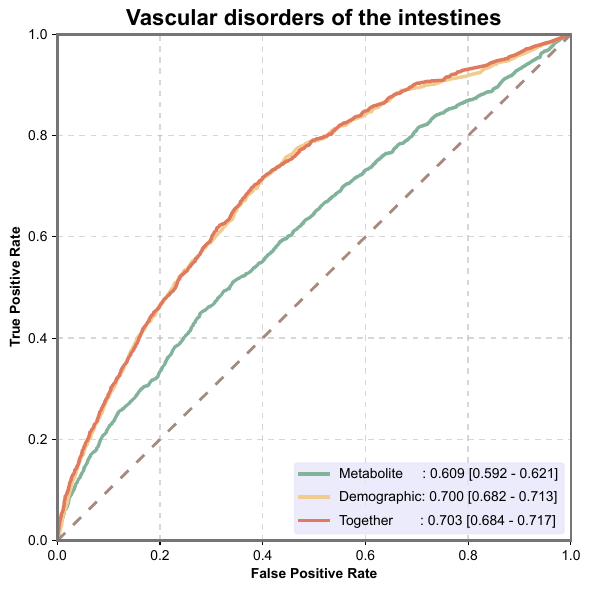 Vascular disorders of the intestines
1.0
0.8
0.6
0.4
0.2
0.0
True Positive Rate
Metabolite : 0.609 [0.592 - 0.621]
Demographic: 0.700 [0.682 - 0.713]
Together : 0.703 [0.684 - 0.717]
0.0 0.2 0.4 0.6 0.8 1.0
False Positive Rate